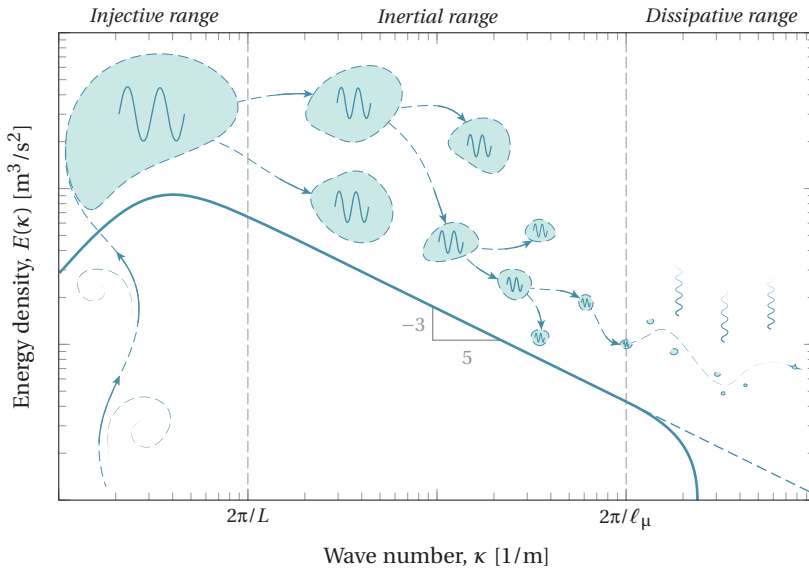 Injective range
Inertial range
Dissipative range
Energy density, E(κ) [m³/s²]
−3
5
2π/L
2π/ℓμ
Wave number, κ [1/m]